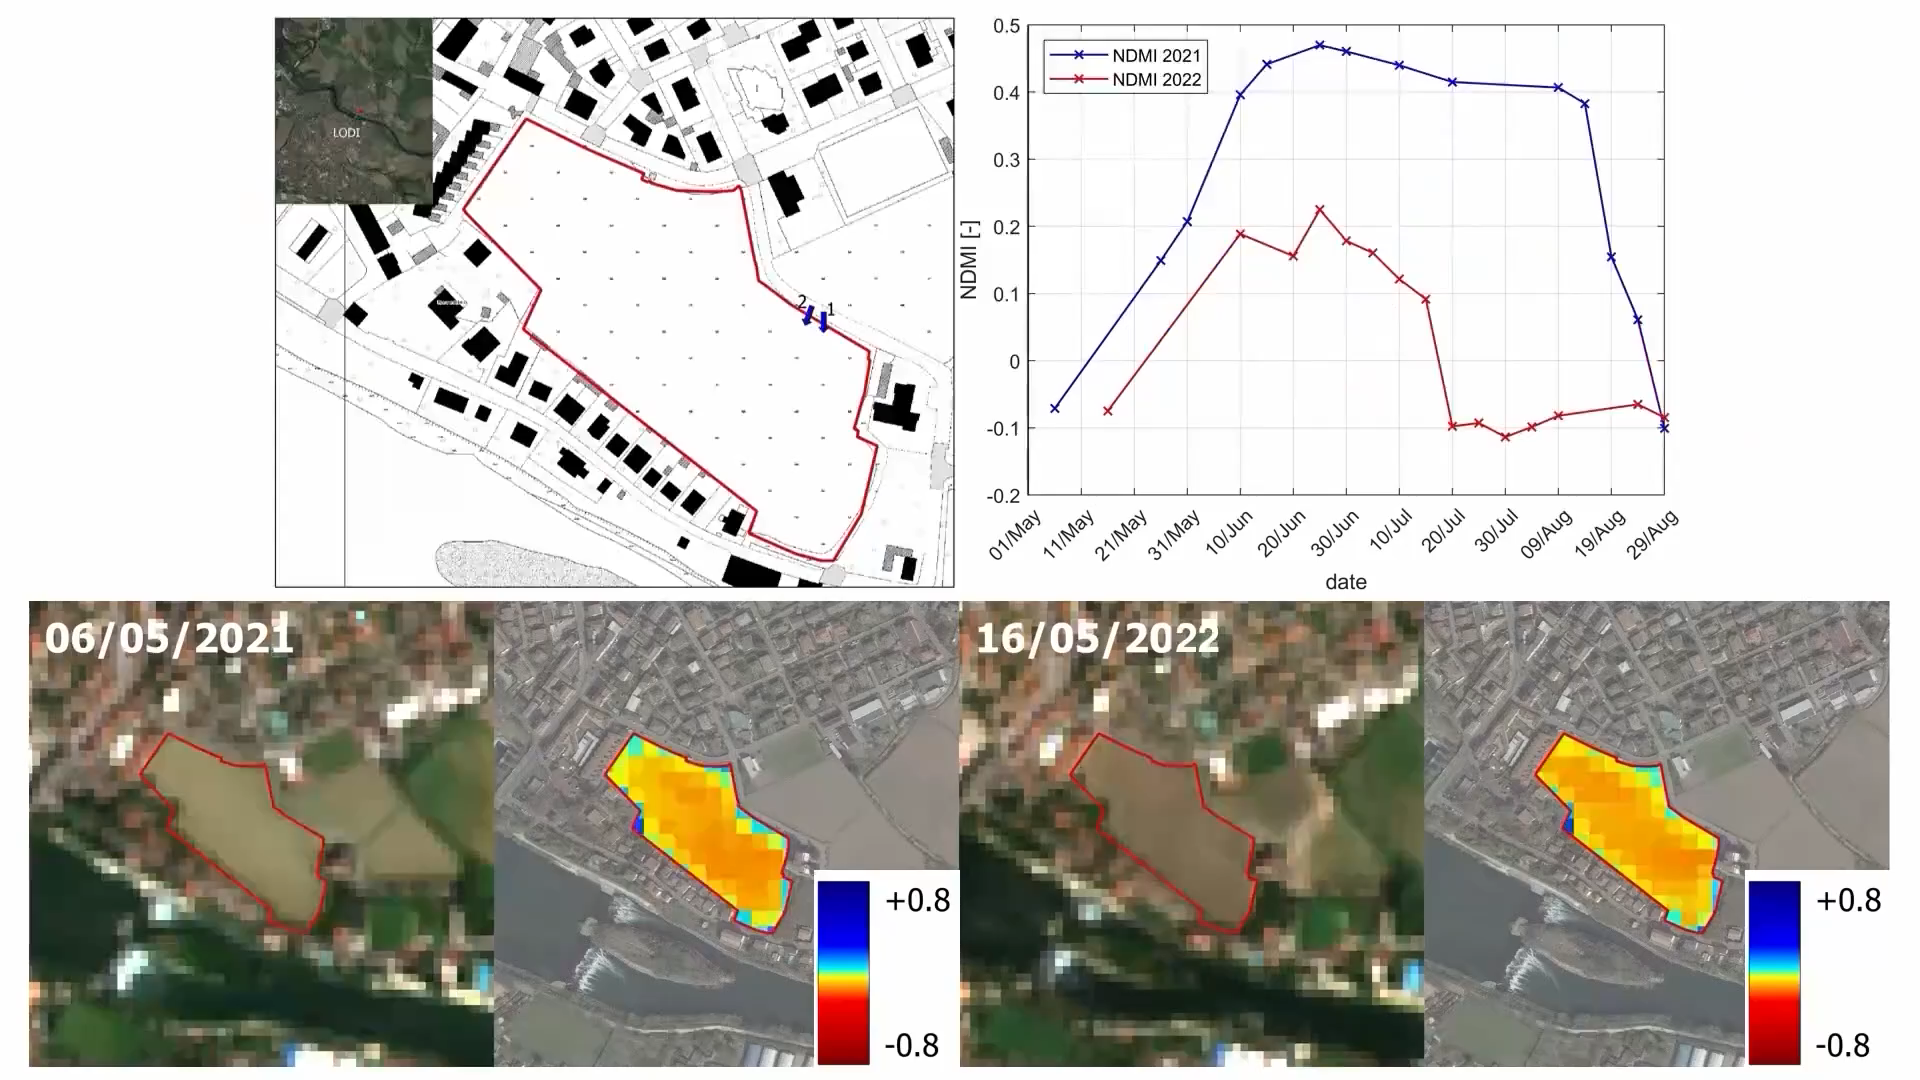 LODI
2
1
NDMI 2021
NDMI 2022
NDMI [-]
0.5
0.4
0.3
0.2
0.1
0
-0.1
-0.2
01/May
11/May
21/May
31/May
10/Jun
20/Jun
30/Jun
10/Jul
20/Jul
30/Jul
09/Aug
19/Aug
29/Aug
date
06/05/2021
+0.8
-0.8
16/05/2022
+0.8
-0.8